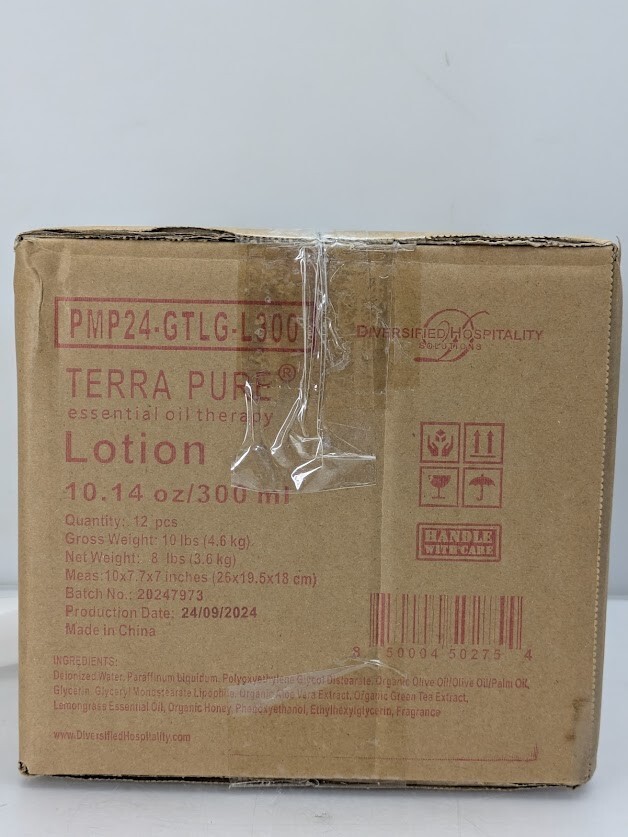 PMP24-GTLG-L300
DIVERSIFIED HOSPITALITY
SOLUTIONS
TERRA PURE®
essential oil therapy
Lotion
10.14 oz/300 ml
Quantity: 12 pcs
Gross Weight: 10 lbs (4.6 kg)
Net Weight: 8 lbs (3.6 kg)
Meas:10x7.7x7 inches (26x19.5x18 cm)
Batch No.: 20247973
Production Date: 24/09/2024
Made in China
HANDLE
WITH CARE
8 50004 50275 4
INGREDIENTS:
Deionized Water, Paraffinum Liquidum, Polyoxyethylene Glycol Distearate, Organic Olive Oil/Olive Oil/Palm Oil,
Glycerin, Glyceryl Monostearate Lipophilic, Organic Aloe Vera Extract, Organic Green Tea Extract,
Lemongrass Essential Oil, Organic Honey, Phenoxyethanol, Ethylhexylglycerin, Fragrance
www.DiversifiedHospitality.com